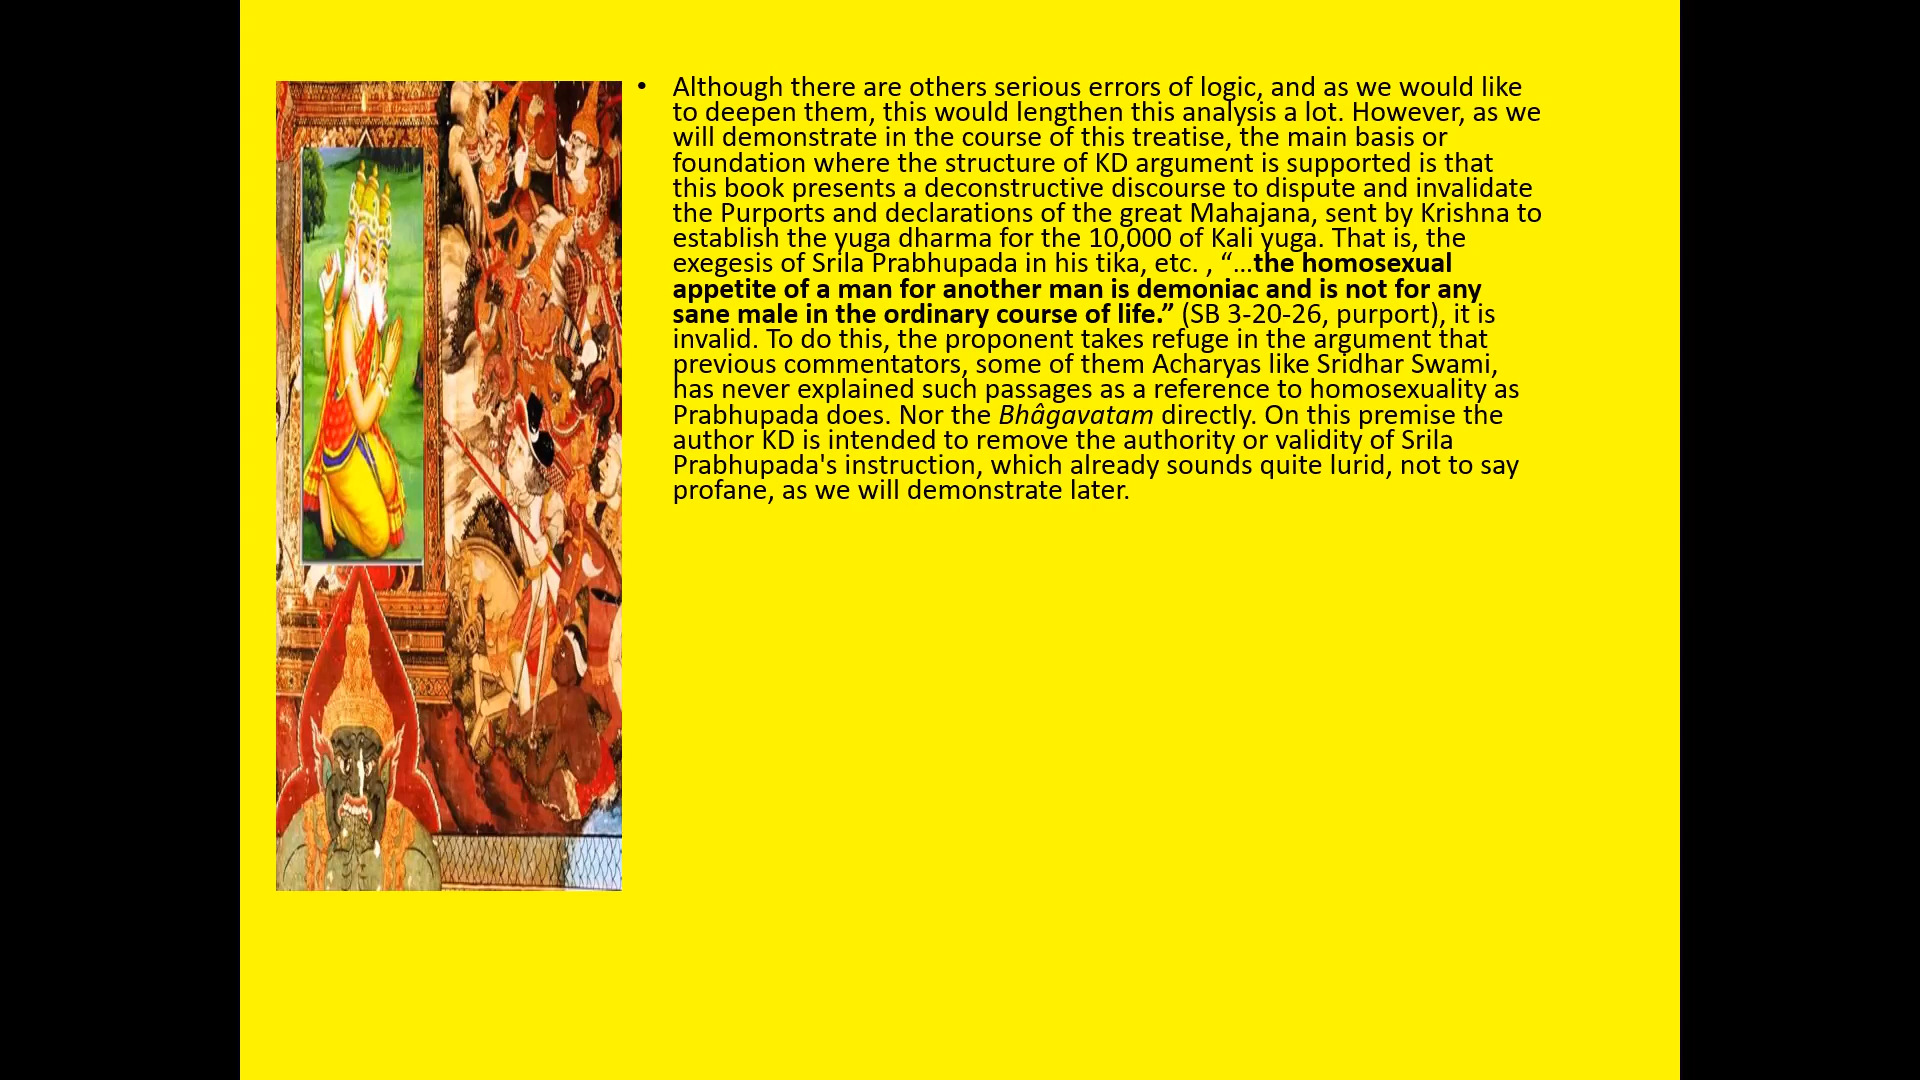 • Although there are others serious errors of logic, and as we would like
to deepen them, this would lengthen this analysis a lot. However, as we
will demonstrate in the course of this treatise, the main basis or
foundation where the structure of KD argument is supported is that
this book presents a deconstructive discourse to dispute and invalidate
the Purports and declarations of the great Mahajana, sent by Krishna to
establish the yuga dharma for the 10,000 of Kali yuga. That is, the
exegesis of Srila Prabhupada in his tika, etc. , “…the homosexual
appetite of a man for another man is demoniac and is not for any
sane male in the ordinary course of life.” (SB 3-20-26, purport), it is
invalid. To do this, the proponent takes refuge in the argument that
previous commentators, some of them Acharyas like Sridhar Swami,
has never explained such passages as a reference to homosexuality as
Prabhupada does. Nor the Bhâgavatam directly. On this premise the
author KD is intended to remove the authority or validity of Srila
Prabhupada's instruction, which already sounds quite lurid, not to say
profane, as we will demonstrate later.